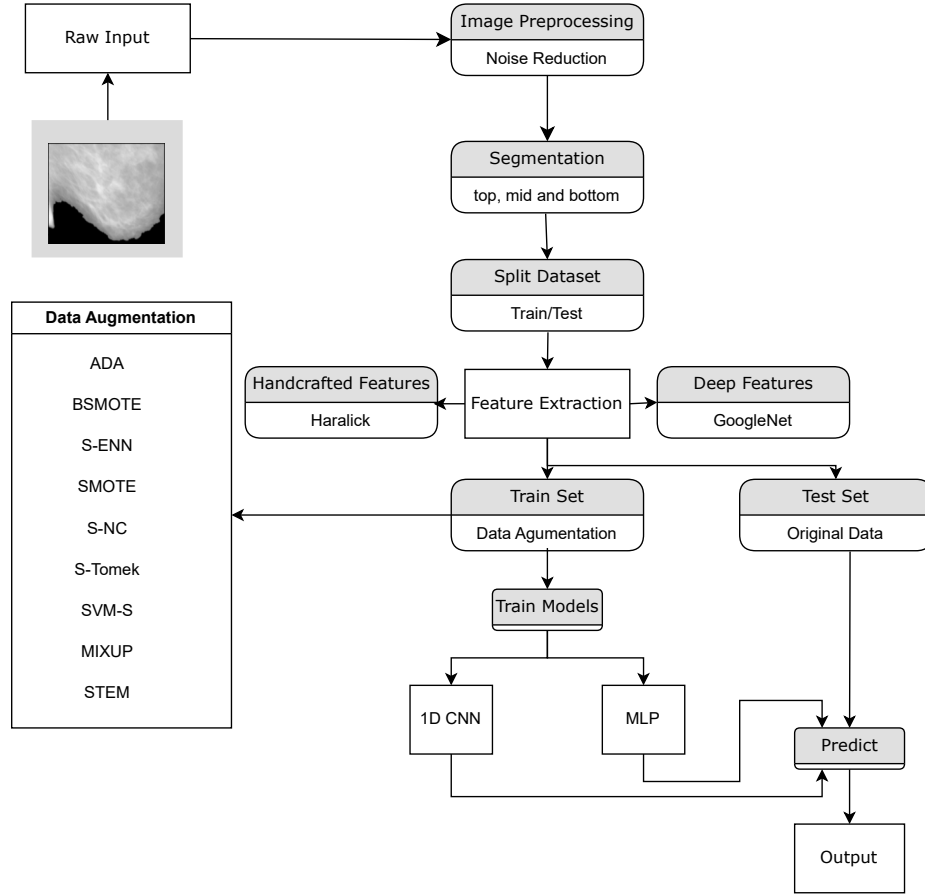 Raw Input
Image Preprocessing
Noise Reduction
Segmentation
top, mid and bottom
Split Dataset
Train/Test
Data Augmentation
ADA
BSMOTE
S-ENN
SMOTE
S-NC
S-Tomek
SVM-S
MIXUP
STEM
Handcrafted Features
Haralick
Feature Extraction
Deep Features
GoogleNet
Train Set
Data Agumentation
Test Set
Original Data
Train Models
1D CNN
MLP
Predict
Output